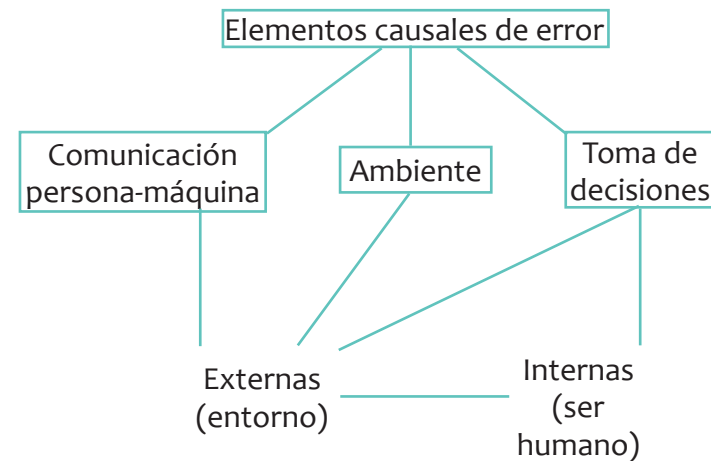 Elementos causales de error
Comunicación
persona-máquina
Ambiente
Toma de
decisiones
Externas
(entorno)
Internas
(ser
humano)